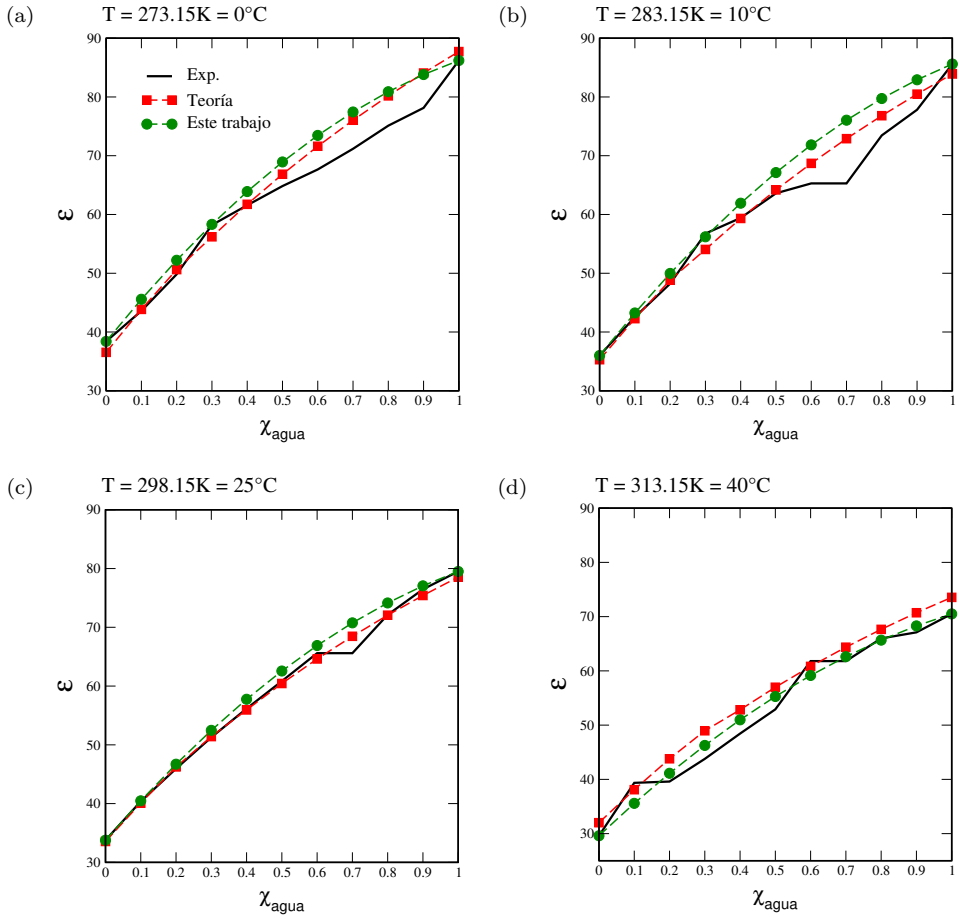 (a)
T = 273.15K = 0°C
90
80
70
60
50
40
30
ε
Exp.
Teoría
Este trabajo
0 0.1 0.2 0.3 0.4 0.5 0.6 0.7 0.8 0.9 1
χagua
(b)
T = 283.15K = 10°C
90
80
70
60
50
40
30
ε
0 0.1 0.2 0.3 0.4 0.5 0.6 0.7 0.8 0.9 1
χagua
(c)
T = 298.15K = 25°C
90
80
70
60
50
40
30
ε
0 0.1 0.2 0.3 0.4 0.5 0.6 0.7 0.8 0.9 1
χagua
(d)
T = 313.15K = 40°C
90
80
70
60
50
40
30
ε
0 0.1 0.2 0.3 0.4 0.5 0.6 0.7 0.8 0.9 1
χagua